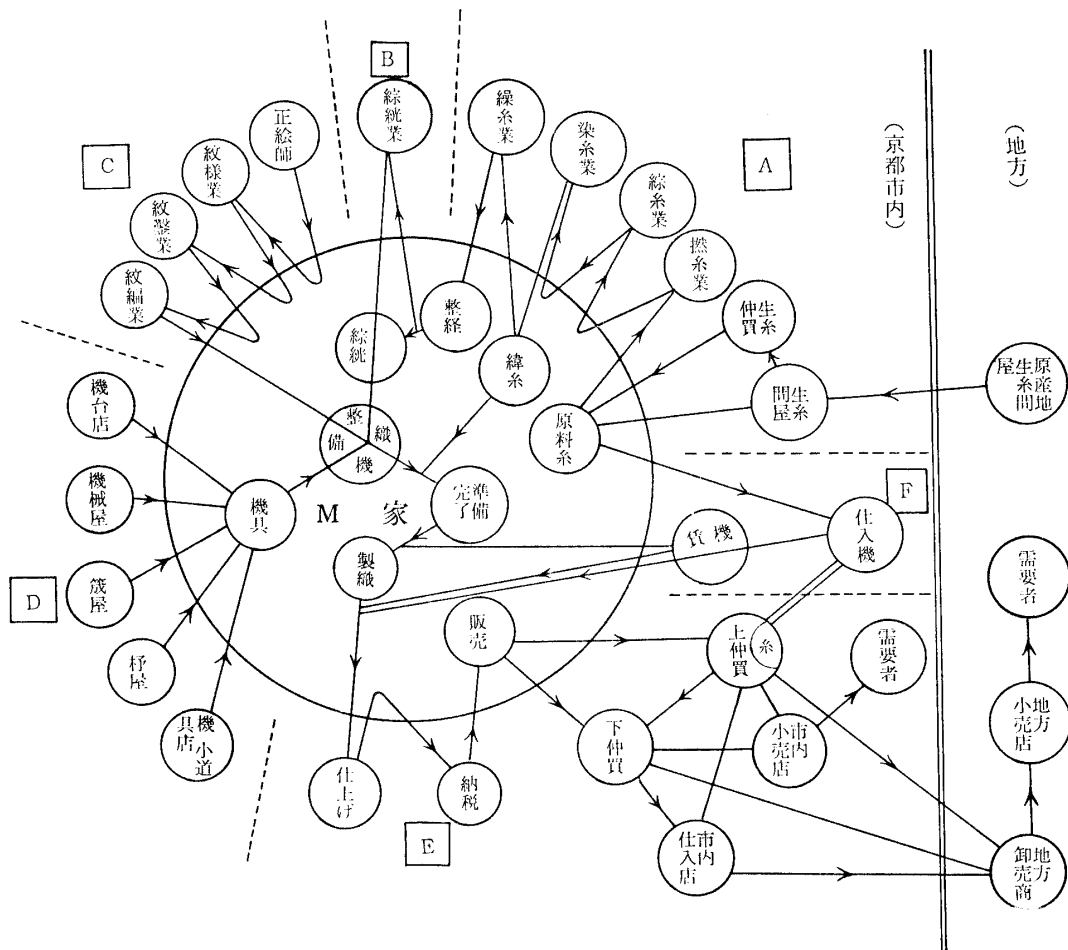 B
綜絖業
繰糸業
染糸業
A
(京都市内)
(地方)
正絵師
C
紋様業
紋盤業
紋編業
綜糸業
撚糸業
生糸仲買
生糸問屋
原産地生糸問屋
整経
綜絖
緯糸
原料糸
整織機備
準備完了
機台店
機械屋
機具
M 家
製織
賃機
F
仕入機
D
筬屋
杼屋
機小道具店
販売
上仲買
糸
需要者
需要者
下仲買
市内小売店
地方小売店
仕上げ
納税
E
市内仕入店
地方卸売商